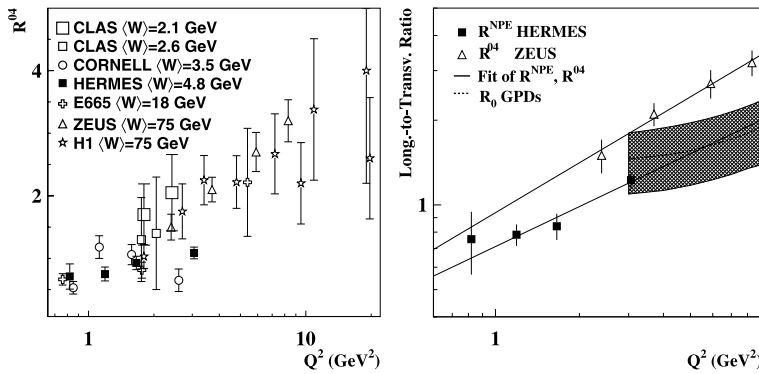 R^04
CLAS ⟨W⟩=2.1 GeV
CLAS ⟨W⟩=2.6 GeV
CORNELL ⟨W⟩=3.5 GeV
HERMES ⟨W⟩=4.8 GeV
E665 ⟨W⟩=18 GeV
ZEUS ⟨W⟩=75 GeV
H1 ⟨W⟩=75 GeV
4
2
1
10
Q² (GeV²)
Long.-to-Transv. Ratio
R^NPE HERMES
R^04 ZEUS
Fit of R^NPE, R^04
R_0 GPDs
1
1
Q² (GeV²)